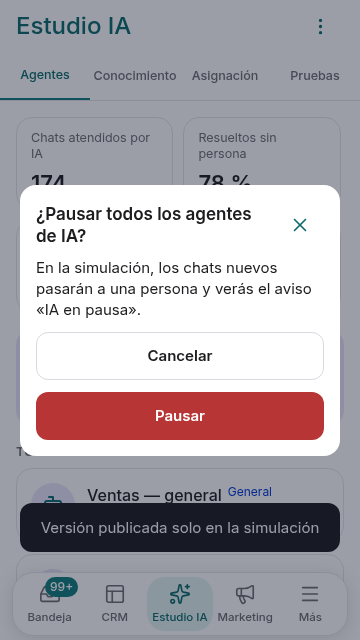 Estudio IA
Agentes
Conocimiento
Asignación
Pruebas
Chats atendidos por
IA
174
Resueltos sin
persona
78 %
¿Pausar todos los agentes
de IA?
En la simulación, los chats nuevos
pasarán a una persona y verás el aviso
«IA en pausa».
Cancelar
Pausar
Ventas — general General
Versión publicada solo en la simulación
99+
Bandeja
CRM
Estudio IA
Marketing
Más